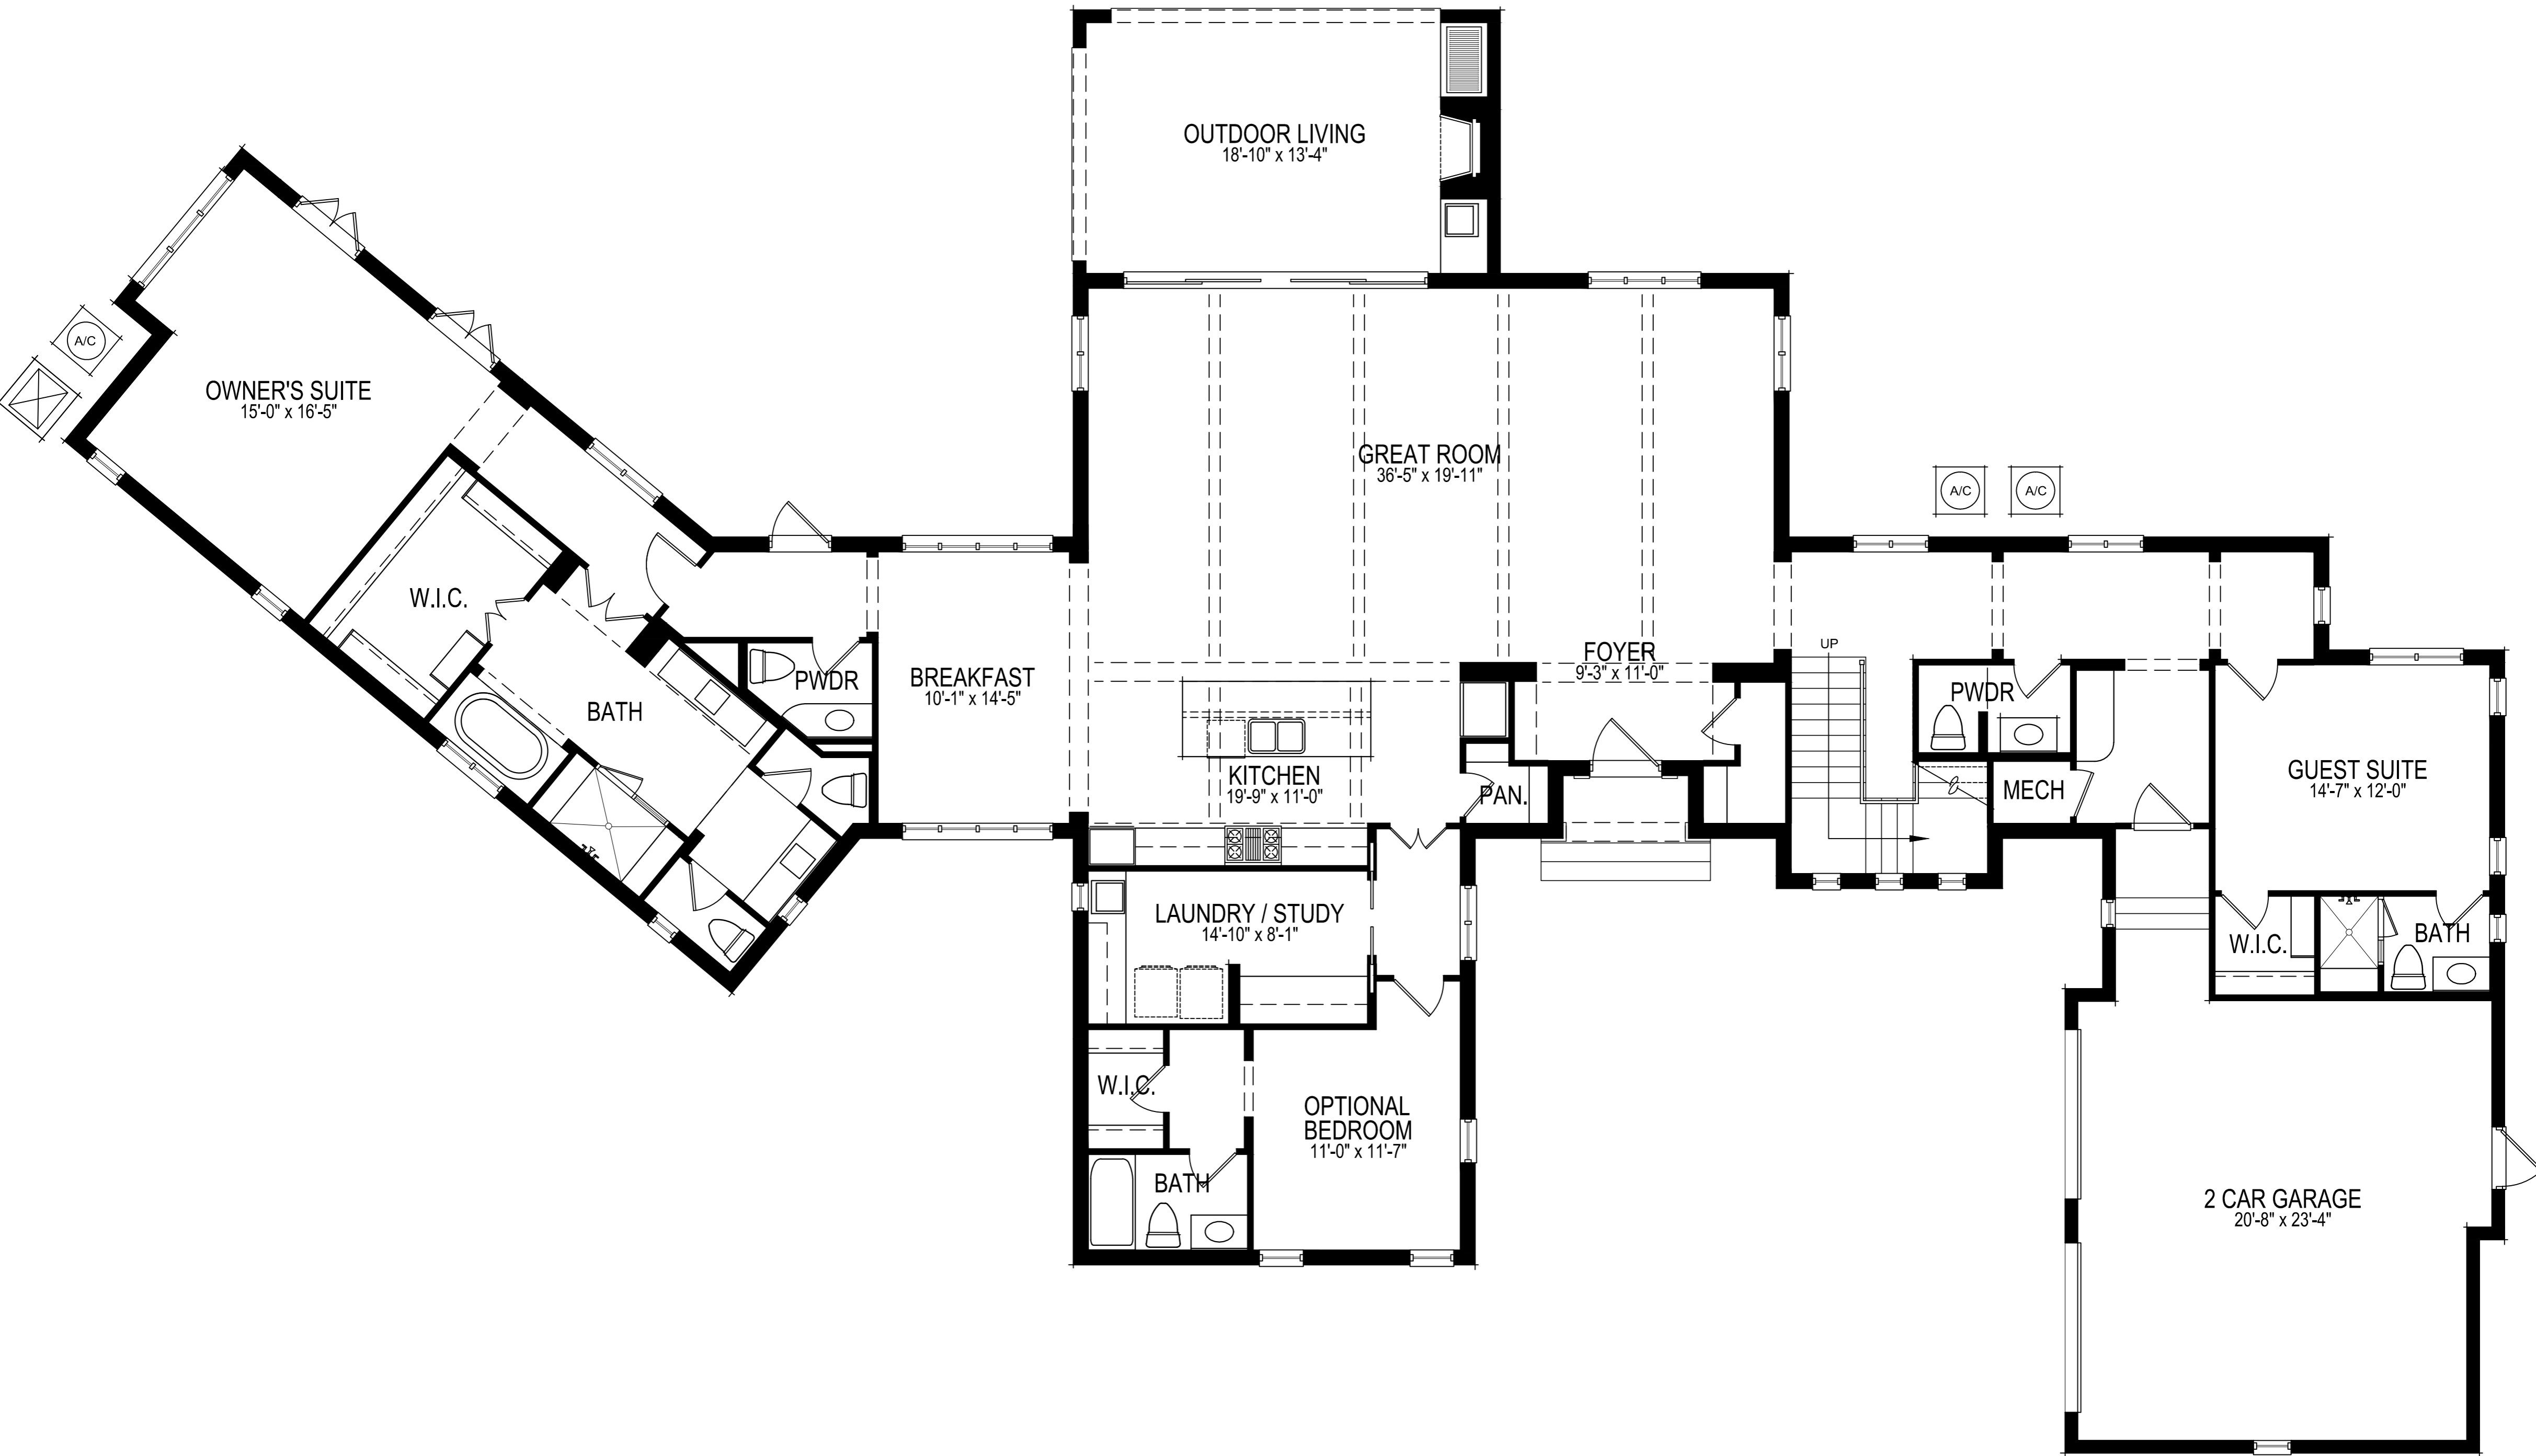 OUTDOOR LIVING
18'-10" x 13'-4"
A/C
OWNER'S SUITE
15'-0" x 16'-5"
GREAT ROOM
36'-5" x 19'-11"
A/C
A/C
W.I.C.
BATH
PWDR
BREAKFAST
10'-1" x 14'-5"
FOYER
9'-3" x 11'-0"
UP
PWDR
KITCHEN
19'-9" x 11'-0"
PAN.
MECH
GUEST SUITE
14'-7" x 12'-0"
LAUNDRY / STUDY
14'-10" x 8'-1"
W.I.C.
BATH
W.I.C.
OPTIONAL
BEDROOM
11'-0" x 11'-7"
BATH
2 CAR GARAGE
20'-8" x 23'-4"